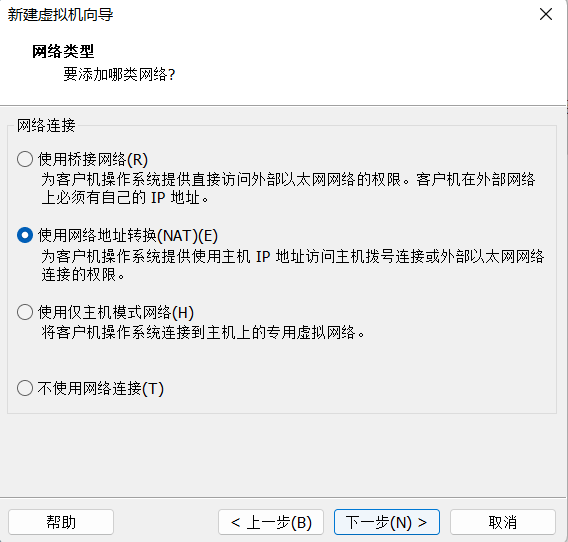 新建虚拟机向导
网络类型
要添加哪类网络?
网络连接
使用桥接网络(R)
为客户机操作系统提供直接访问外部以太网网络的权限。客户机在外部网络
上必须有自己的 IP 地址。
使用网络地址转换(NAT)(E)
为客户机操作系统提供使用主机 IP 地址访问主机拨号连接或外部以太网网络
连接的权限。
使用仅主机模式网络(H)
将客户机操作系统连接到主机上的专用虚拟网络。
不使用网络连接(T)
帮助
< 上一步(B)
下一步(N) >
取消